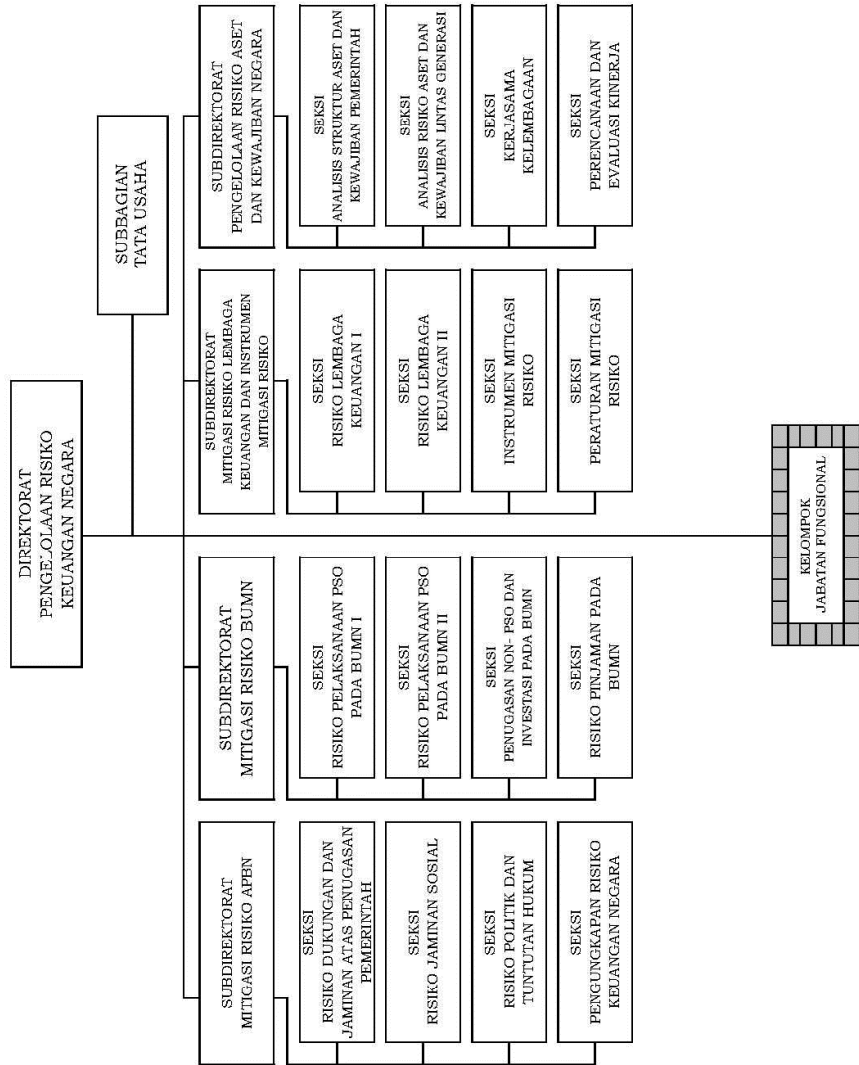 DIREKTORAT
PENGELOLAAN RISIKO
KEUANGAN NEGARA
SUBBAGIAN
TATA USAHA
SUBDIREKTORAT
MITIGASI RISIKO APBN
SEKSI
RISIKO DUKUNGAN DAN
JAMINAN ATAS PENUGASAN
PEMERINTAH
SEKSI
RISIKO JAMINAN SOSIAL
SEKSI
RISIKO POLITIK DAN
TUNTUTAN HUKUM
SEKSI
PENGUNGKAPAN RISIKO
KEUANGAN NEGARA
SUBDIREKTORAT
MITIGASI RISIKO BUMN
SEKSI
RISIKO PELAKSANAAN PSO
PADA BUMN I
SEKSI
RISIKO PELAKSANAAN PSO
PADA BUMN II
SEKSI
PENUGASAN NON- PSO DAN
INVESTASI PADA BUMN
SEKSI
RISIKO PINJAMAN PADA
BUMN
SUBDIREKTORAT
MITIGASI RISIKO LEMBAGA
KEUANGAN DAN INSTRUMEN
MITIGASI RISIKO
SEKSI
RISIKO LEMBAGA
KEUANGAN I
SEKSI
RISIKO LEMBAGA
KEUANGAN II
SEKSI
INSTRUMEN MITIGASI
RISIKO
SEKSI
PERATURAN MITIGASI
RISIKO
SUBDIREKTORAT
PENGELOLAAN RISIKO ASET
DAN KEWAJIBAN NEGARA
SEKSI
ANALISIS STRUKTUR ASET DAN
KEWAJIBAN PEMERINTAH
SEKSI
ANALISIS RISIKO ASET DAN
KEWAJIBAN LINTAS GENERASI
SEKSI
KERJASAMA
KELEMBAGAAN
SEKSI
PERENCANAAN DAN
EVALUASI KINERJA
KELOMPOK
JABATAN FUNGSIONAL